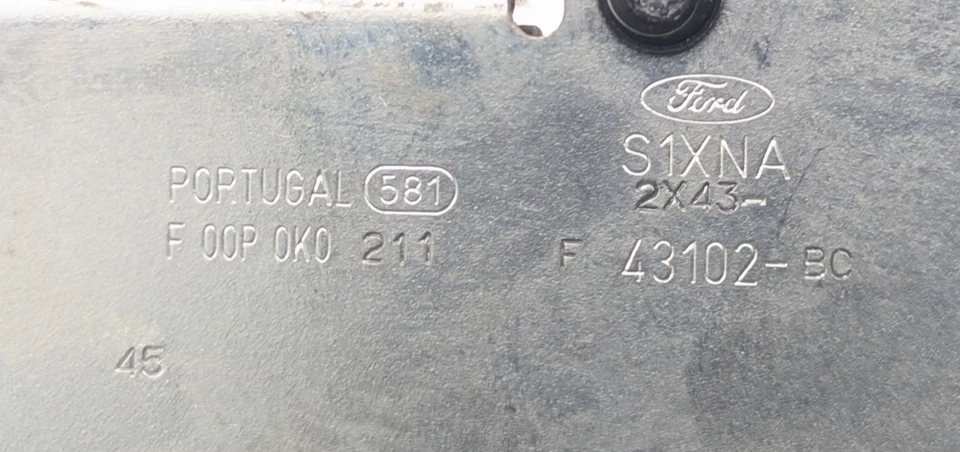 Ford
S1XNA
2X43-
F 43102-BC
PORTUGAL 581
F 00P 0K0 211
45